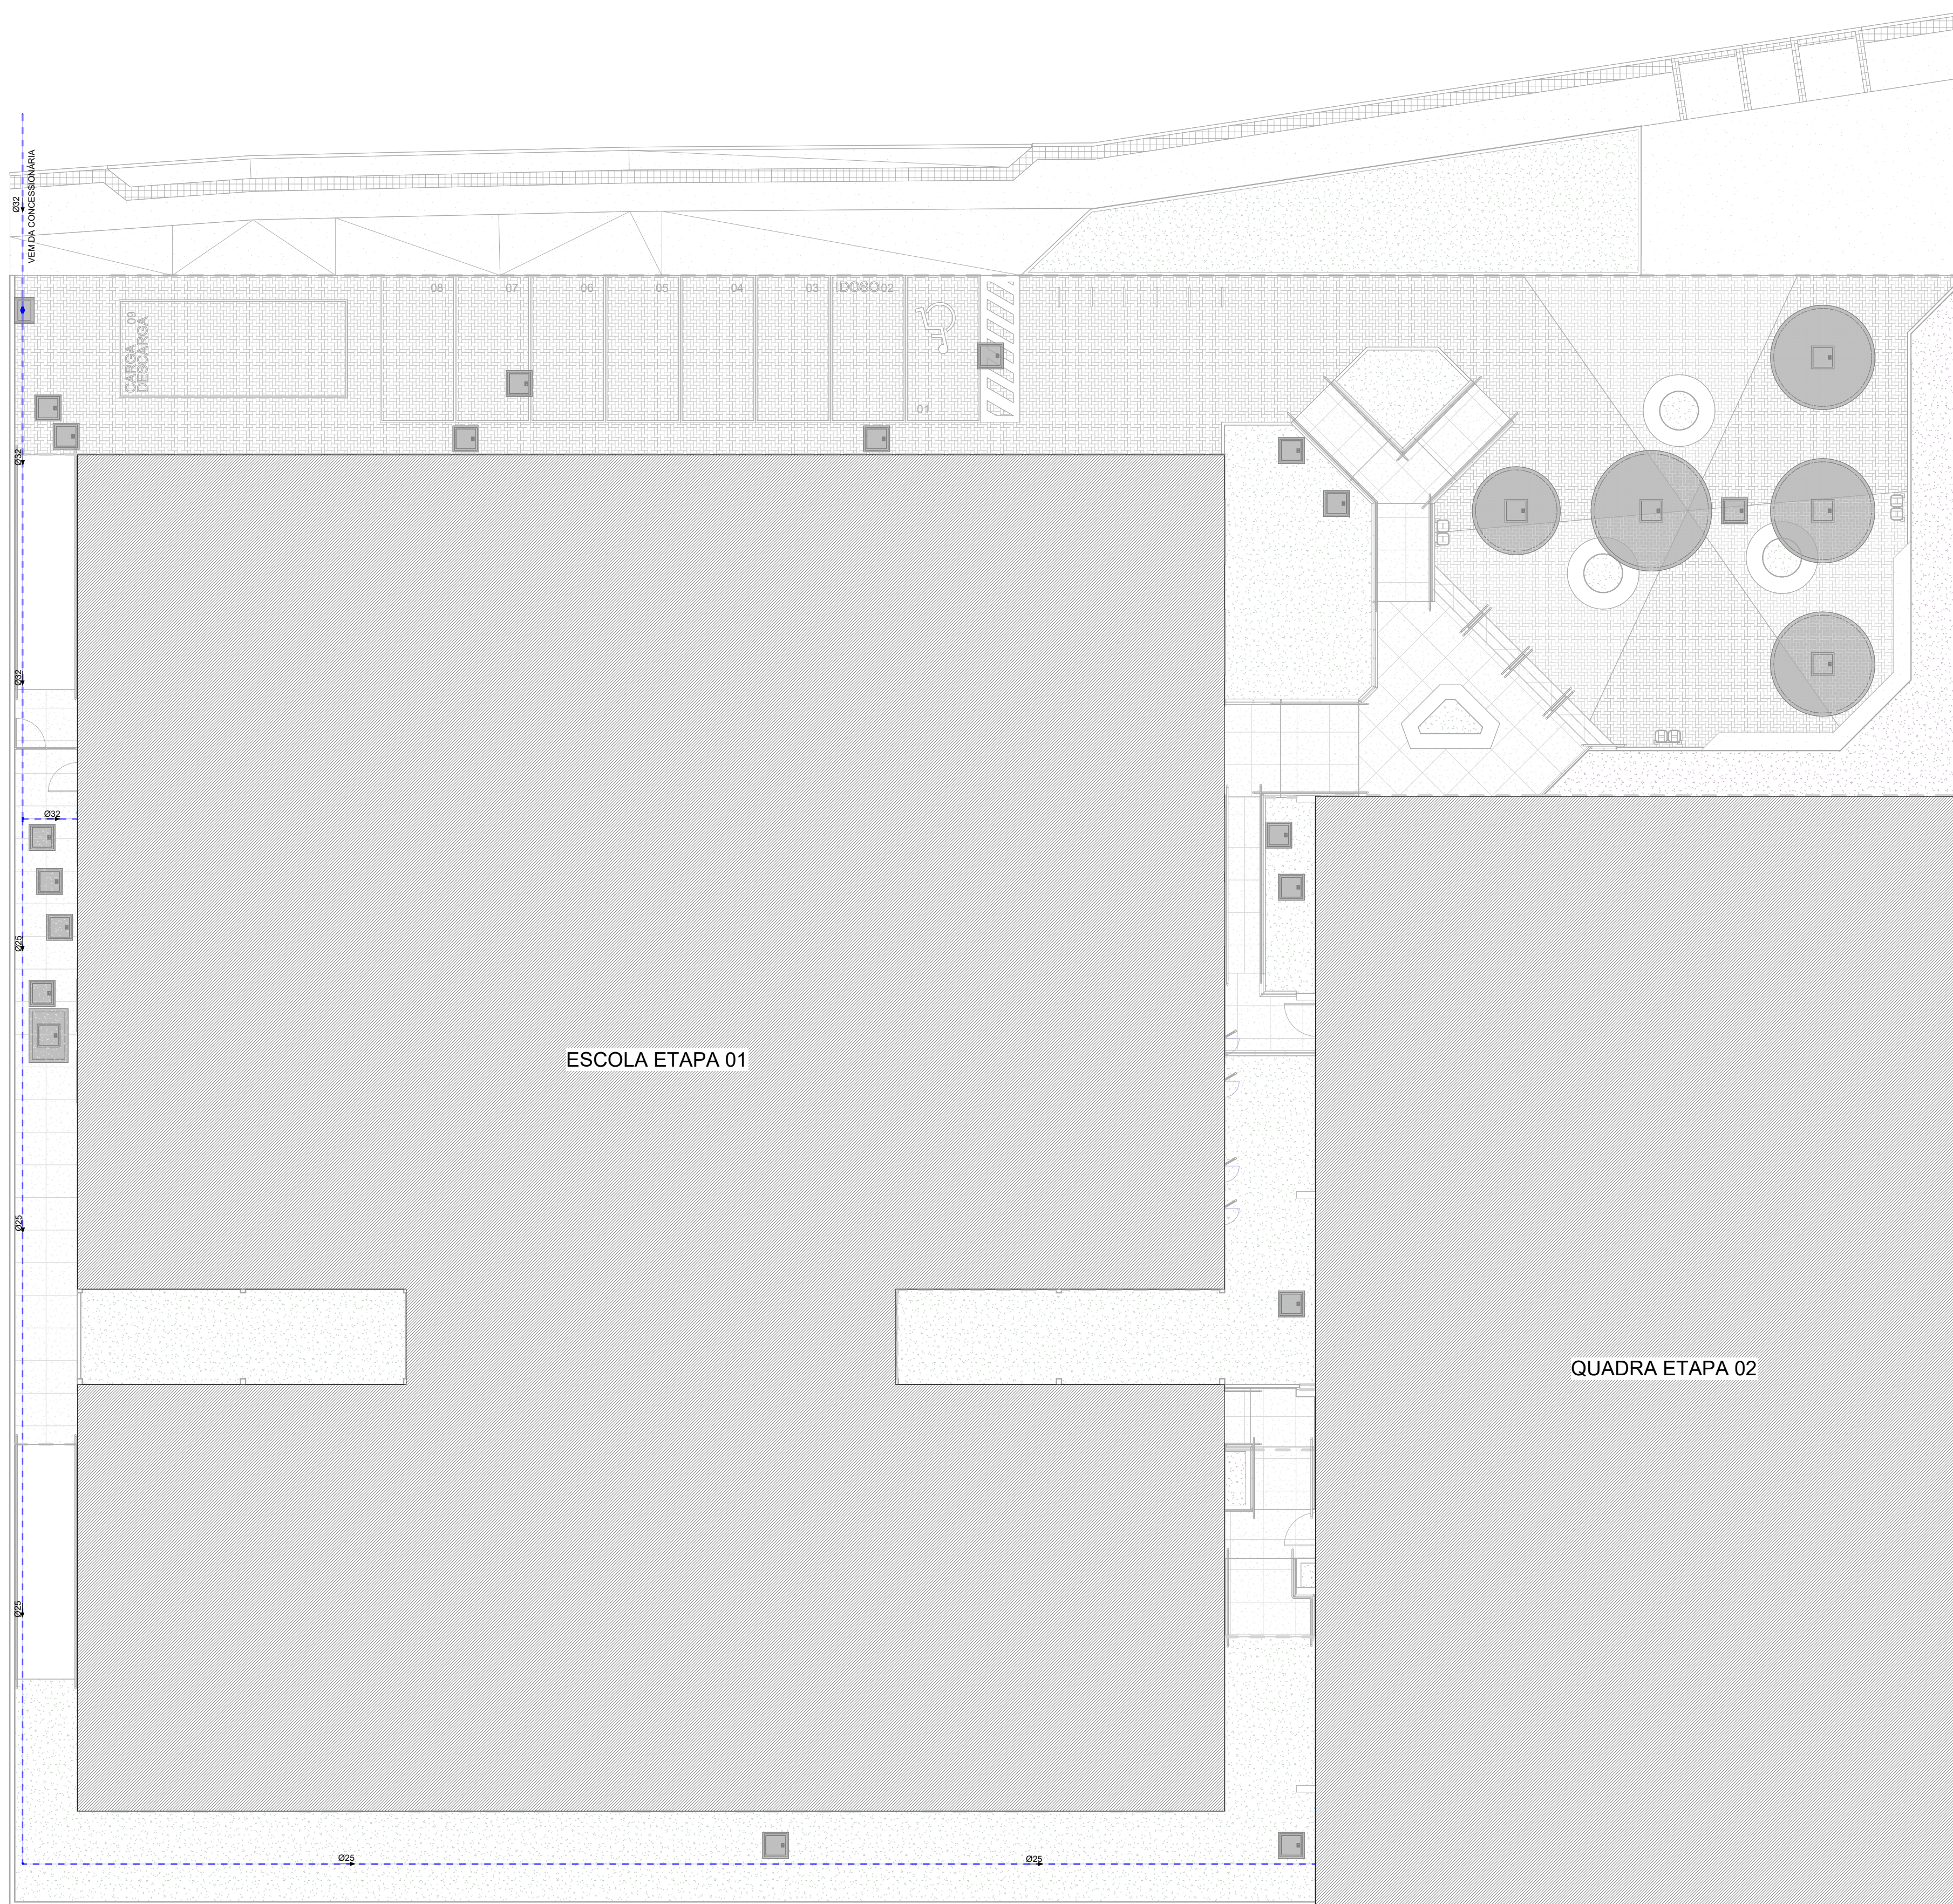 VEM DA CONCESSIONÁRIA
Ø32
08
07
06
05
04
03
IDOSO
02
01
09
CARGA
DESCARGA
Ø32
Ø32
Ø32
Ø25
ESCOLA ETAPA 01
Ø25
QUADRA ETAPA 02
Ø25
Ø25
Ø25